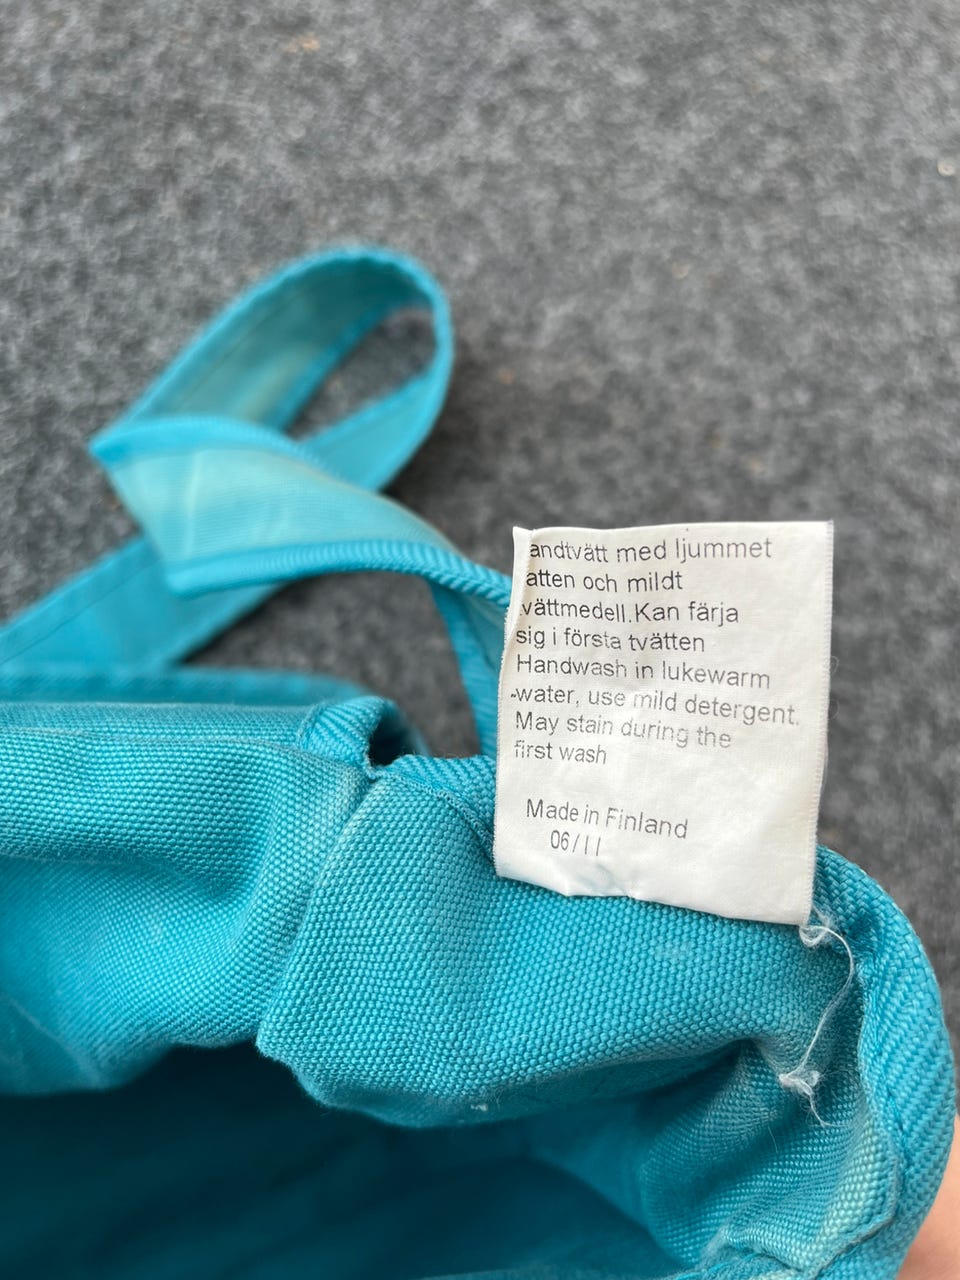 andtvätt med ljummet
atten och mildt
vättmedell.Kan färja
sig i första tvätten
Handwash in lukewarm
water, use mild detergent.
May stain during the
first wash
Made in Finland
06/11